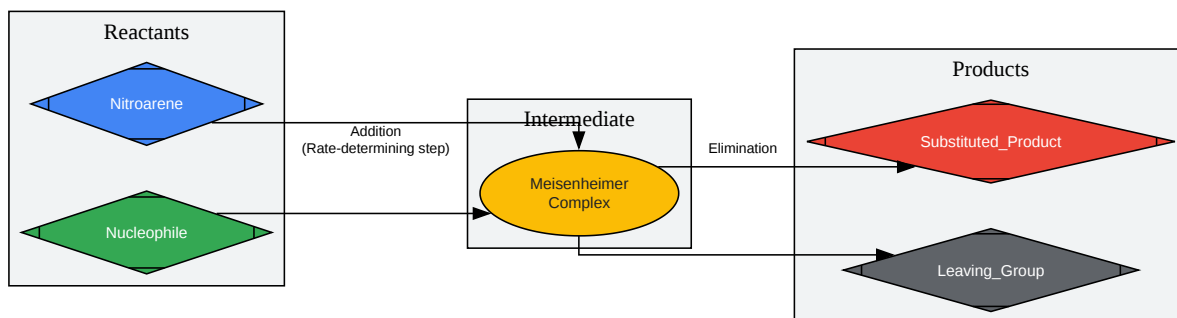 Reactants
Nitroarene
Nucleophile
Addition
(Rate-determining step)
Intermediate
Meisenheimer
Complex
Elimination
Products
Substituted_Product
Leaving_Group